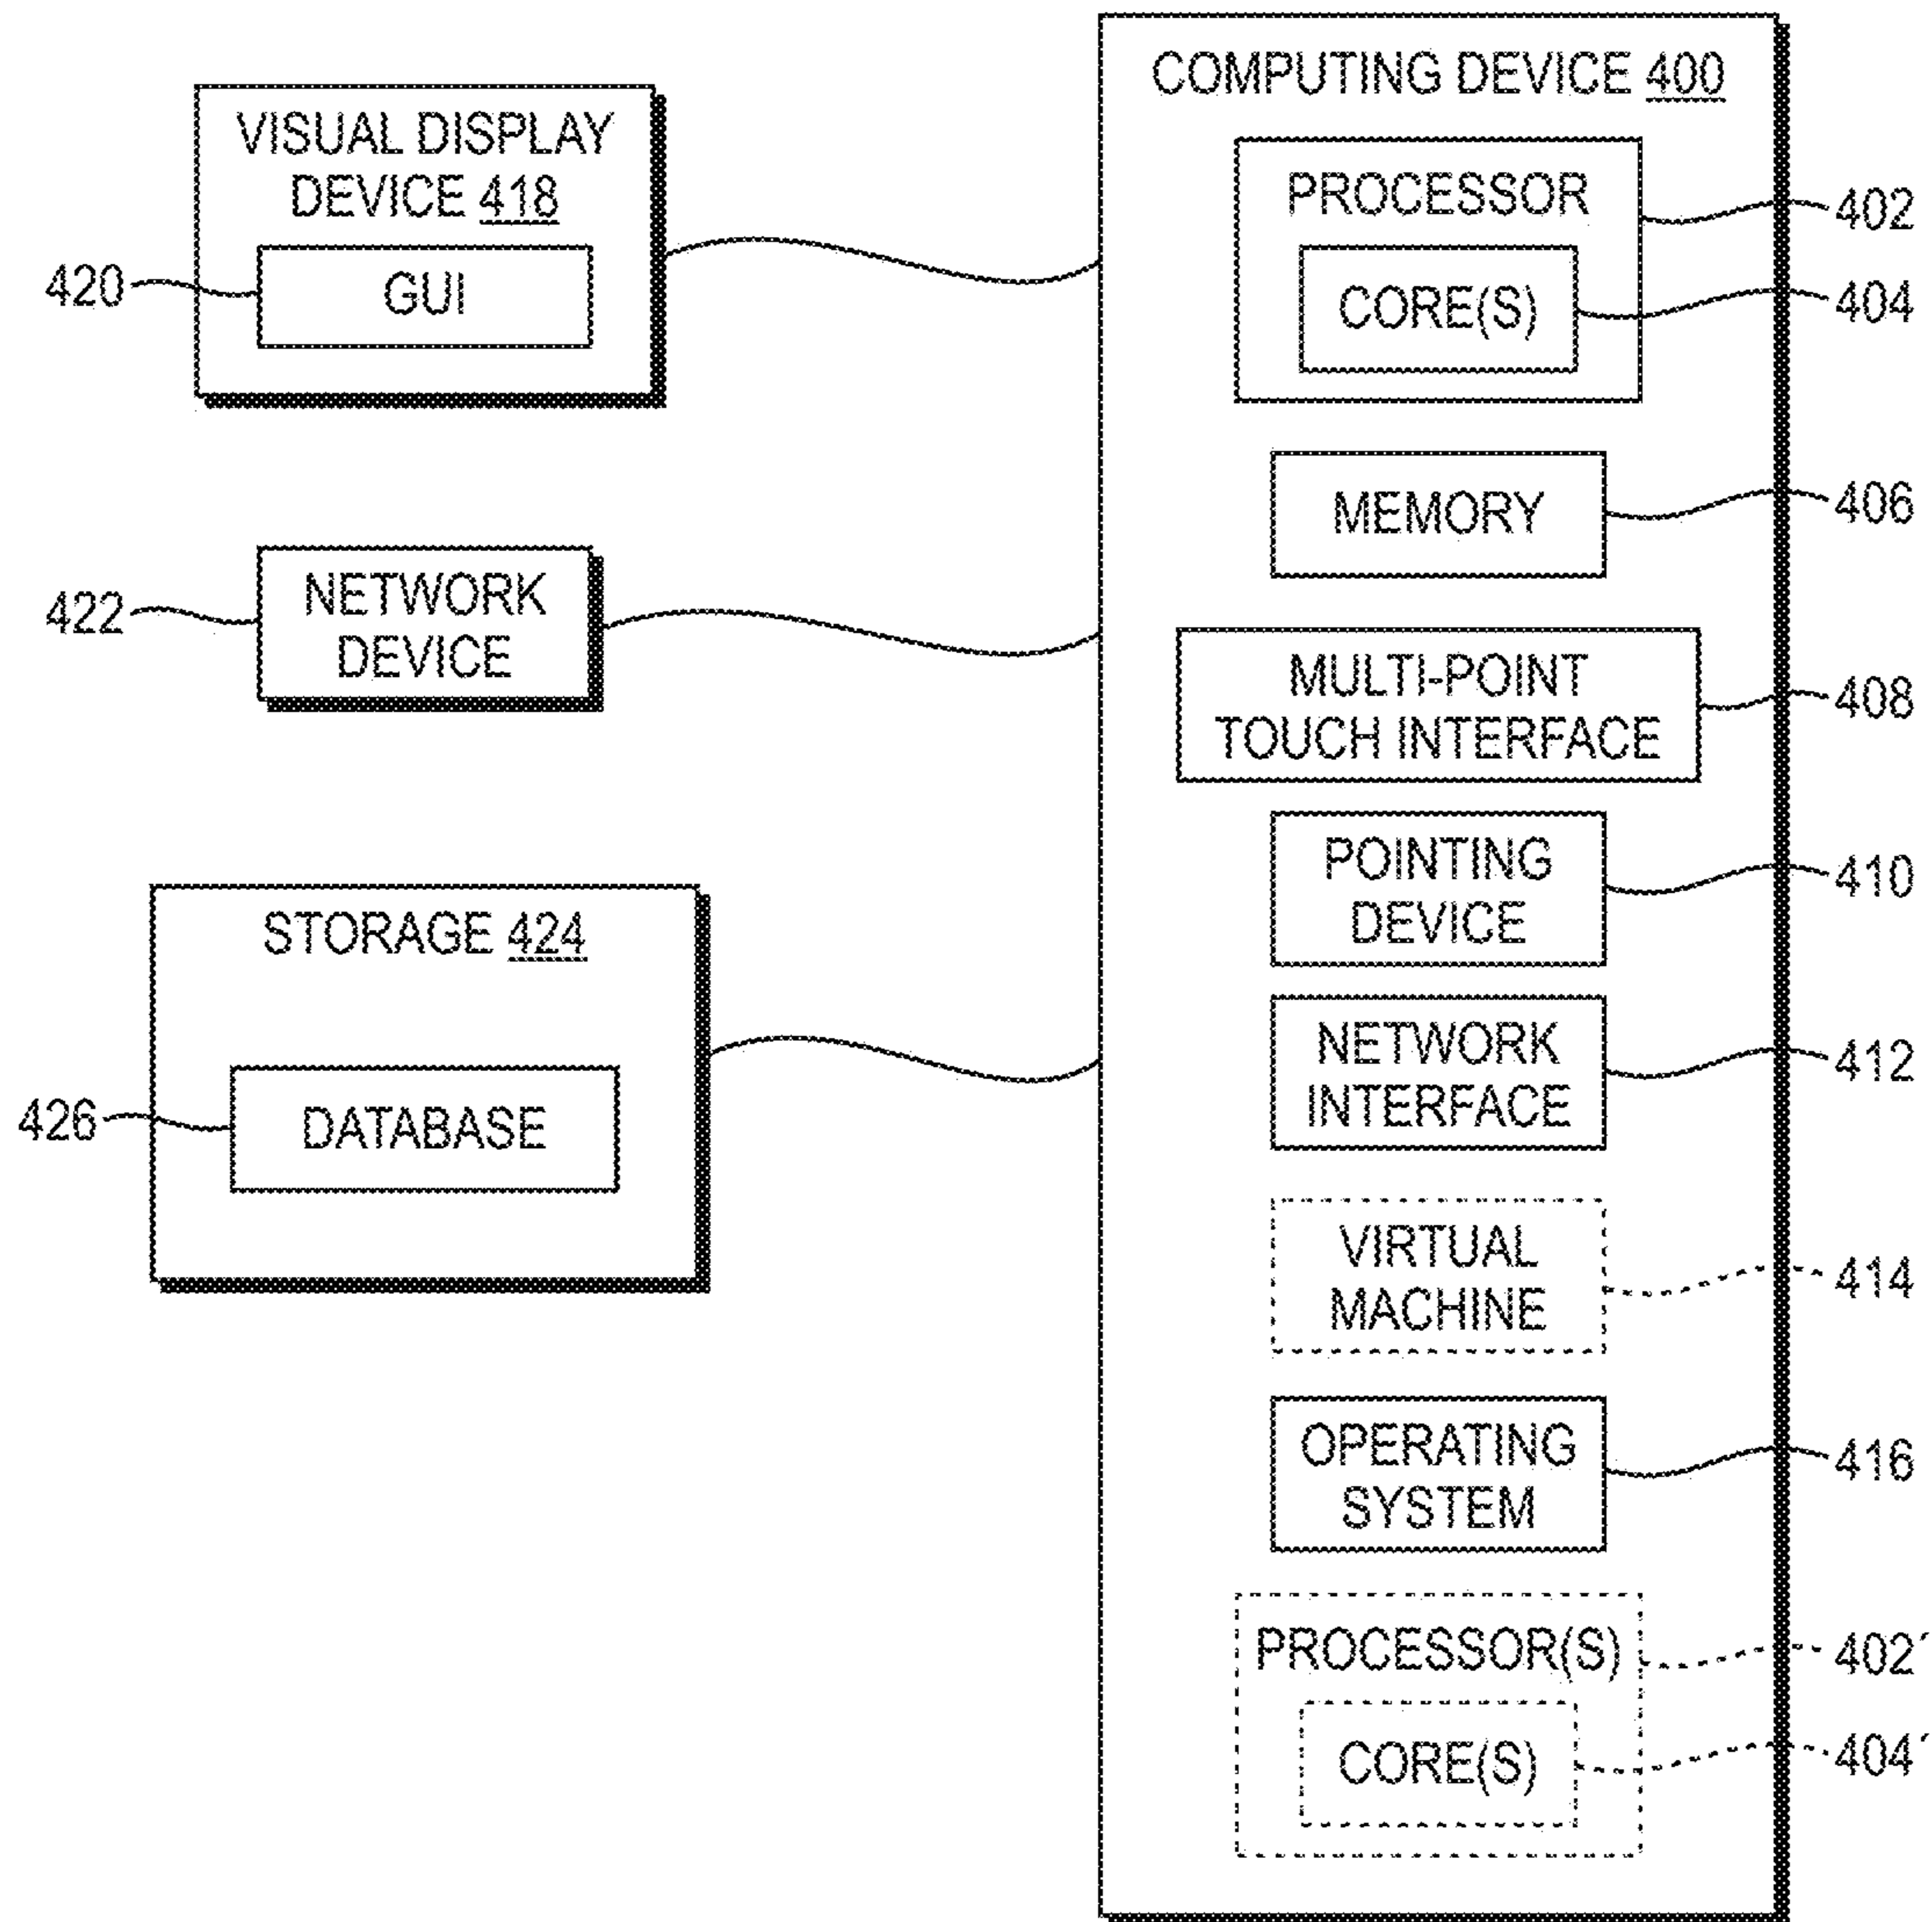 VISUAL DISPLAY
DEVICE 418
420
GUI
422
NETWORK
DEVICE
STORAGE 424
426
DATABASE
COMPUTING DEVICE 400
PROCESSOR
402
CORE(S)
404
MEMORY
406
MULTI-POINT
TOUCH INTERFACE
408
POINTING
DEVICE
410
NETWORK
INTERFACE
412
VIRTUAL
MACHINE
414
OPERATING
SYSTEM
416
PROCESSOR(S)
402´
CORE(S)
404´